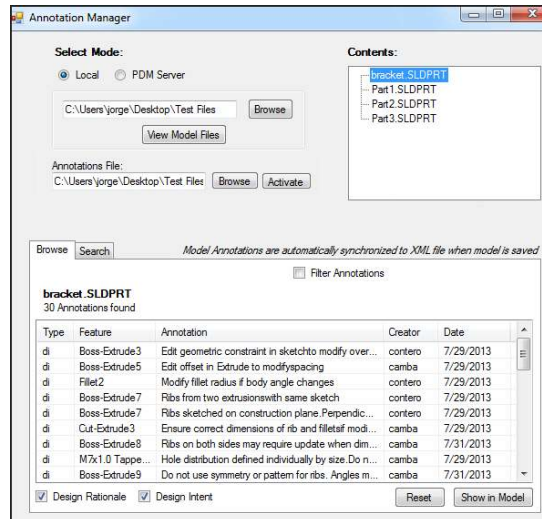 Annotation Manager
Select Mode:
Local
PDM Server
C:\Users\jorge\Desktop\Test Files
Browse
View Model Files
Annotations File:
C:\Users\jorge\Desktop\Test Files
Browse
Activate
Contents:
bracket.SLDPRT
Part1.SLDPRT
Part2.SLDPRT
Part3.SLDPRT
Browse
Search
Model Annotations are automatically synchronized to XML file when model is saved
Filter Annotations
bracket.SLDPRT
30 Annotations found
Type Feature Annotation Creator Date
di Boss-Extrude3 Edit geometric constraint in sketchto modify over... contero 7/29/2013
di Boss-Extrude5 Edit offset in Extrude to modifyspacing camba 7/29/2013
di Fillet2 Modify fillet radius if body angle changes contero 7/29/2013
di Boss-Extrude7 Ribs from two extrusionswith same sketch contero 7/29/2013
di Boss-Extrude7 Ribs sketched on construction plane.Perpendic... contero 7/29/2013
di Cut-Extrude3 Ensure correct dimensions of rib and filletsif modi... camba 7/29/2013
di Boss-Extrude8 Ribs on both sides may require update when dim... camba 7/31/2013
di M7x1.0 Tappe... Hole distribution defined individually by size.Do n... camba 7/29/2013
di Boss-Extrude9 Do not use symmetry or pattern for ribs. Angles m... camba 7/31/2013
Design Rationale
Design Intent
Reset
Show in Model